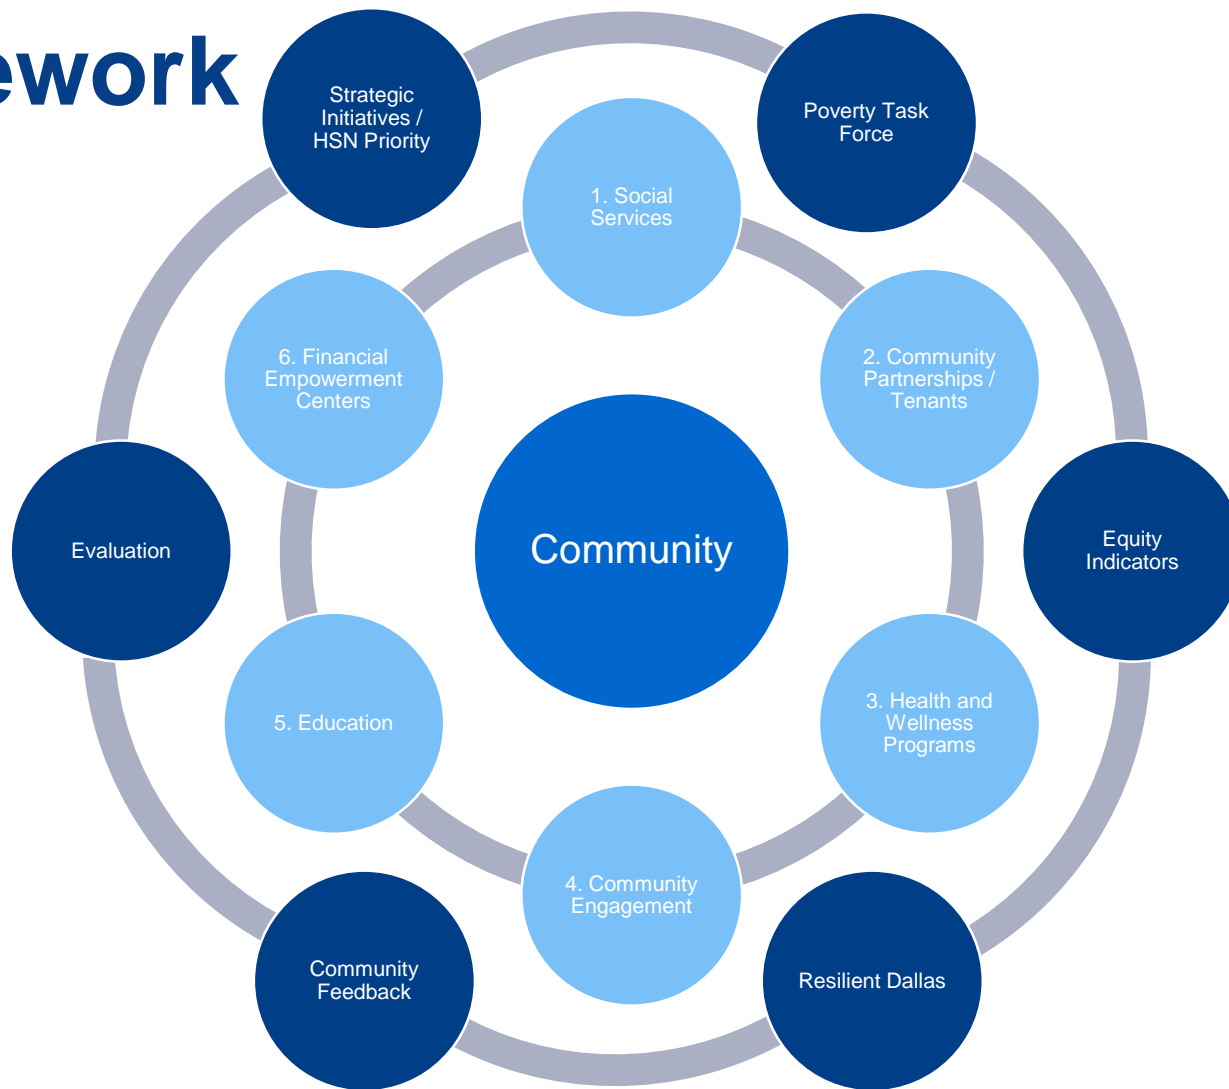 ework
Strategic
Initiatives /
HSN Priority
Poverty Task
Force
1. Social
Services
6. Financial
Empowerment
Centers
2. Community
Partnerships /
Tenants
Community
Evaluation
Equity
Indicators
5. Education
3. Health and
Wellness
Programs
4. Community
Engagement
Community
Feedback
Resilient Dallas